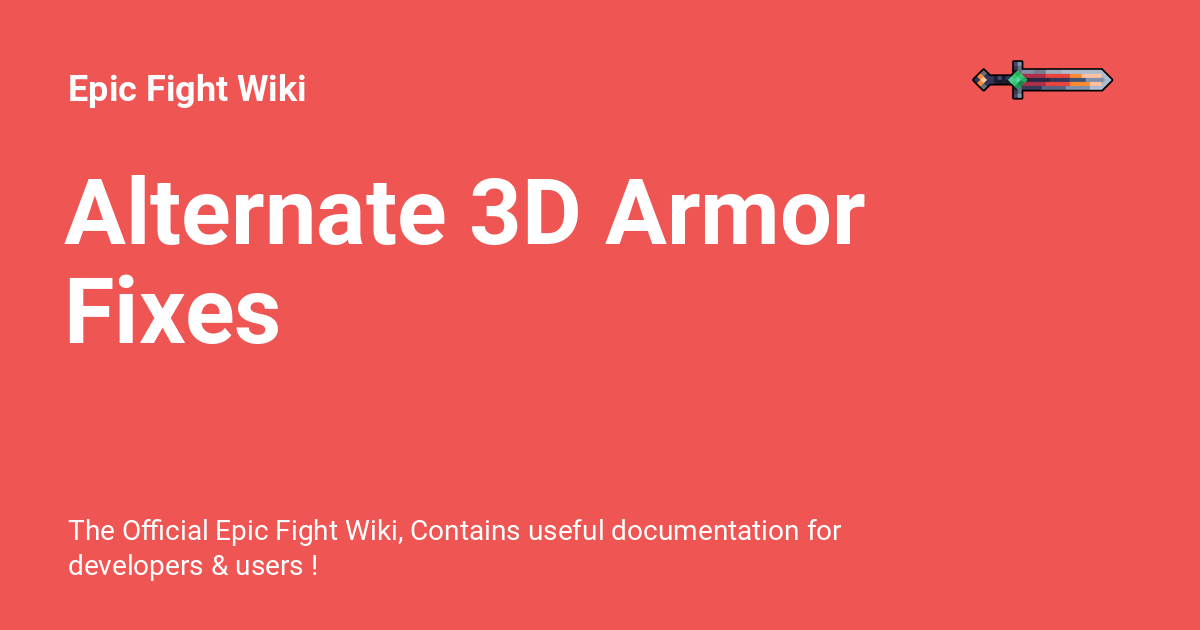 Epic Fight Wiki
Alternate 3D Armor
Fixes
The Official Epic Fight Wiki, Contains useful documentation for
developers & users !